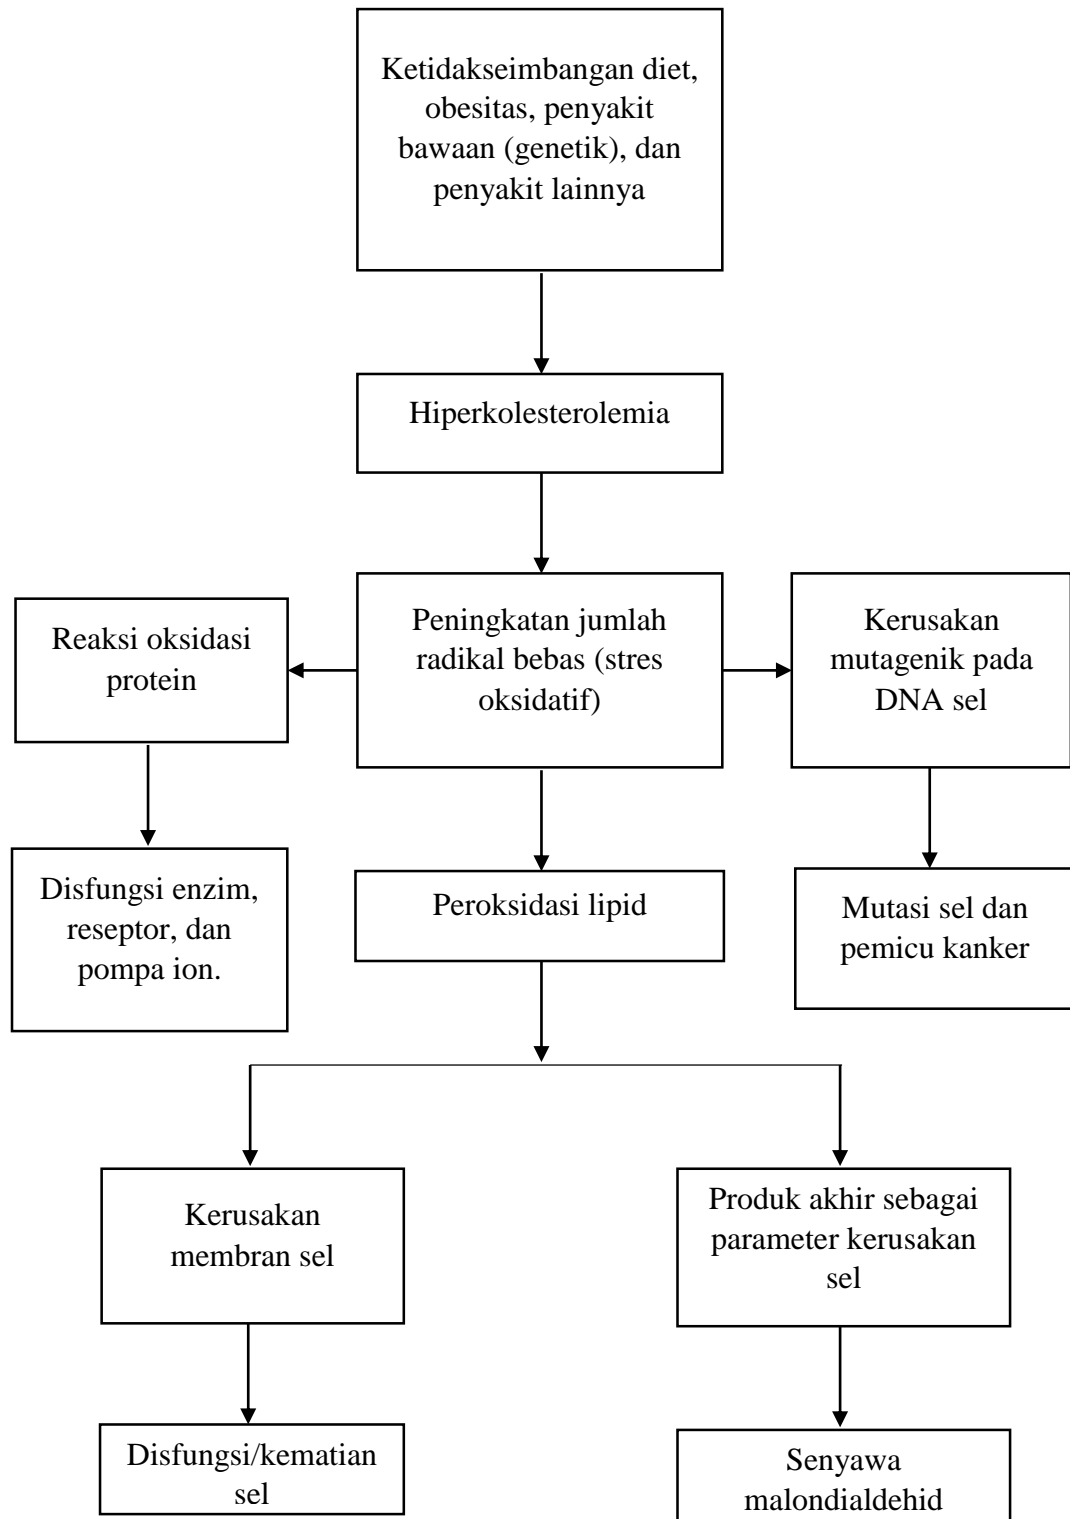 Ketidakseimbangan diet,
obesitas, penyakit
bawaan (genetik), dan
penyakit lainnya
Hiperkolesterolemia
Reaksi oksidasi
protein
Peningkatan jumlah
radikal bebas (stres
oksidatif)
Kerusakan
mutagenik pada
DNA sel
Disfungsi enzim,
reseptor, dan
pompa ion.
Peroksidasi lipid
Mutasi sel dan
pemicu kanker
Kerusakan
membran sel
Produk akhir sebagai
parameter kerusakan
sel
Disfungsi/kematian
sel
Senyawa
malondialdehid